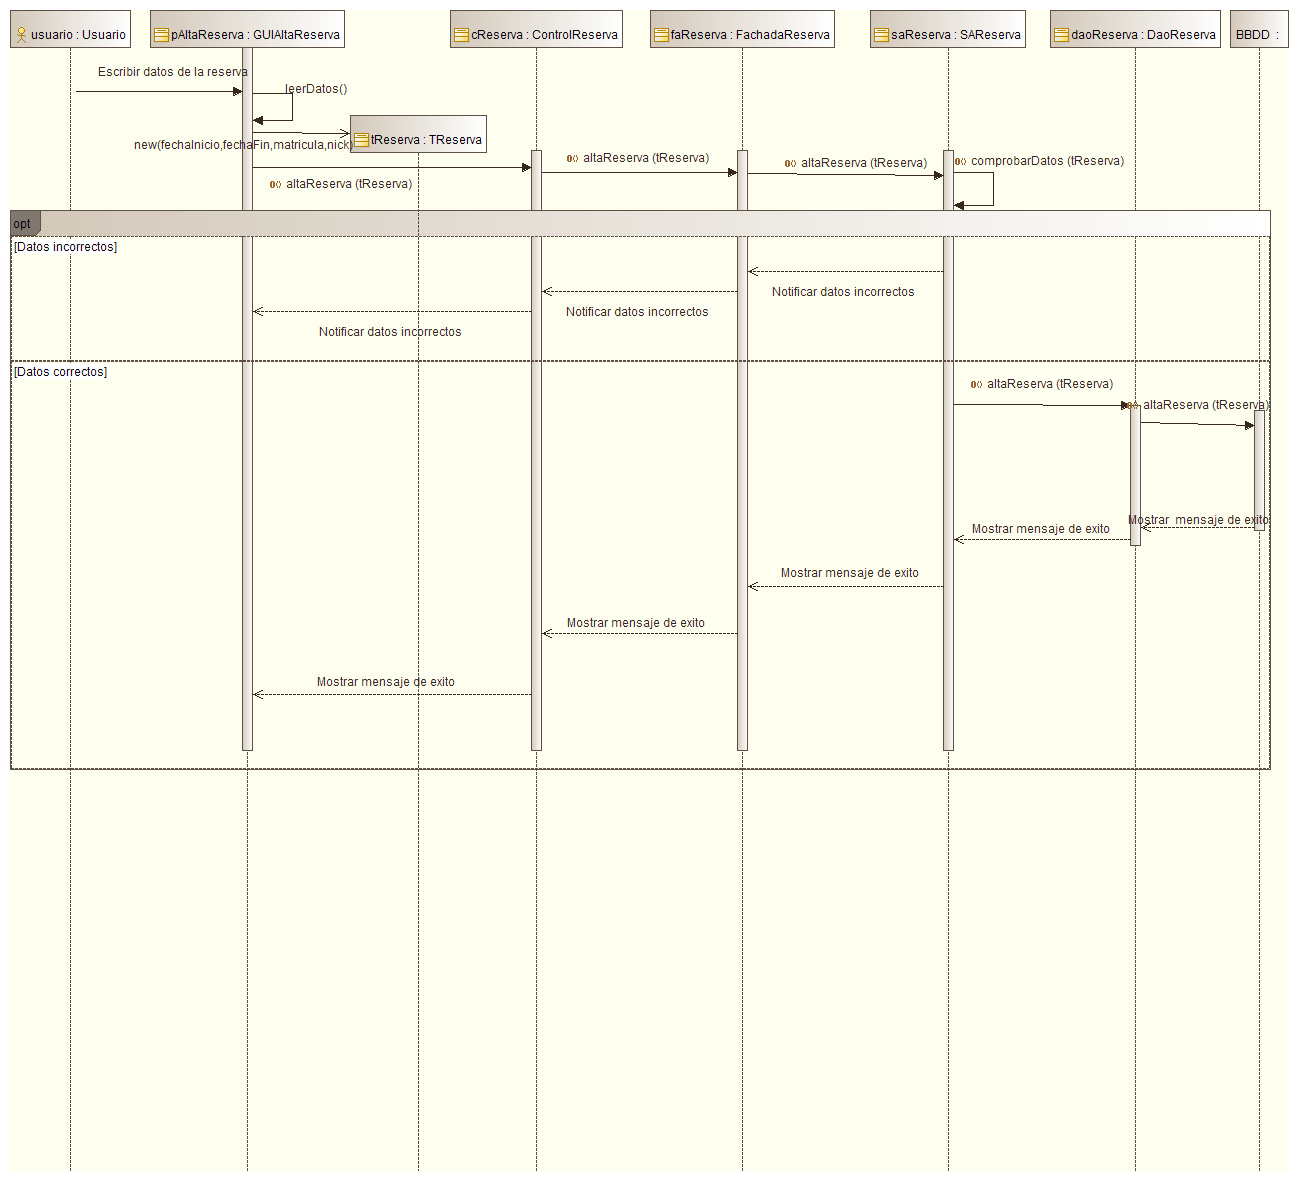 usuario : Usuario
pAltaReserva : GUIAltaReserva
cReserva : ControlReserva
faReserva : FachadaReserva
saReserva : SAReserva
daoReserva : DaoReserva
BBDD :
Escribir datos de la reserva
leerDatos()
new(fechaInicio,fechaFin,matricula,nick)
tReserva : TReserva
altaReserva (tReserva)
altaReserva (tReserva)
altaReserva (tReserva)
comprobarDatos (tReserva)
opt
[Datos incorrectos]
Notificar datos incorrectos
Notificar datos incorrectos
Notificar datos incorrectos
[Datos correctos]
altaReserva (tReserva)
altaReserva (tReserva)
Mostrar mensaje de exito
Mostrar mensaje de exito
Mostrar mensaje de exito
Mostrar mensaje de exito
Mostrar mensaje de exito